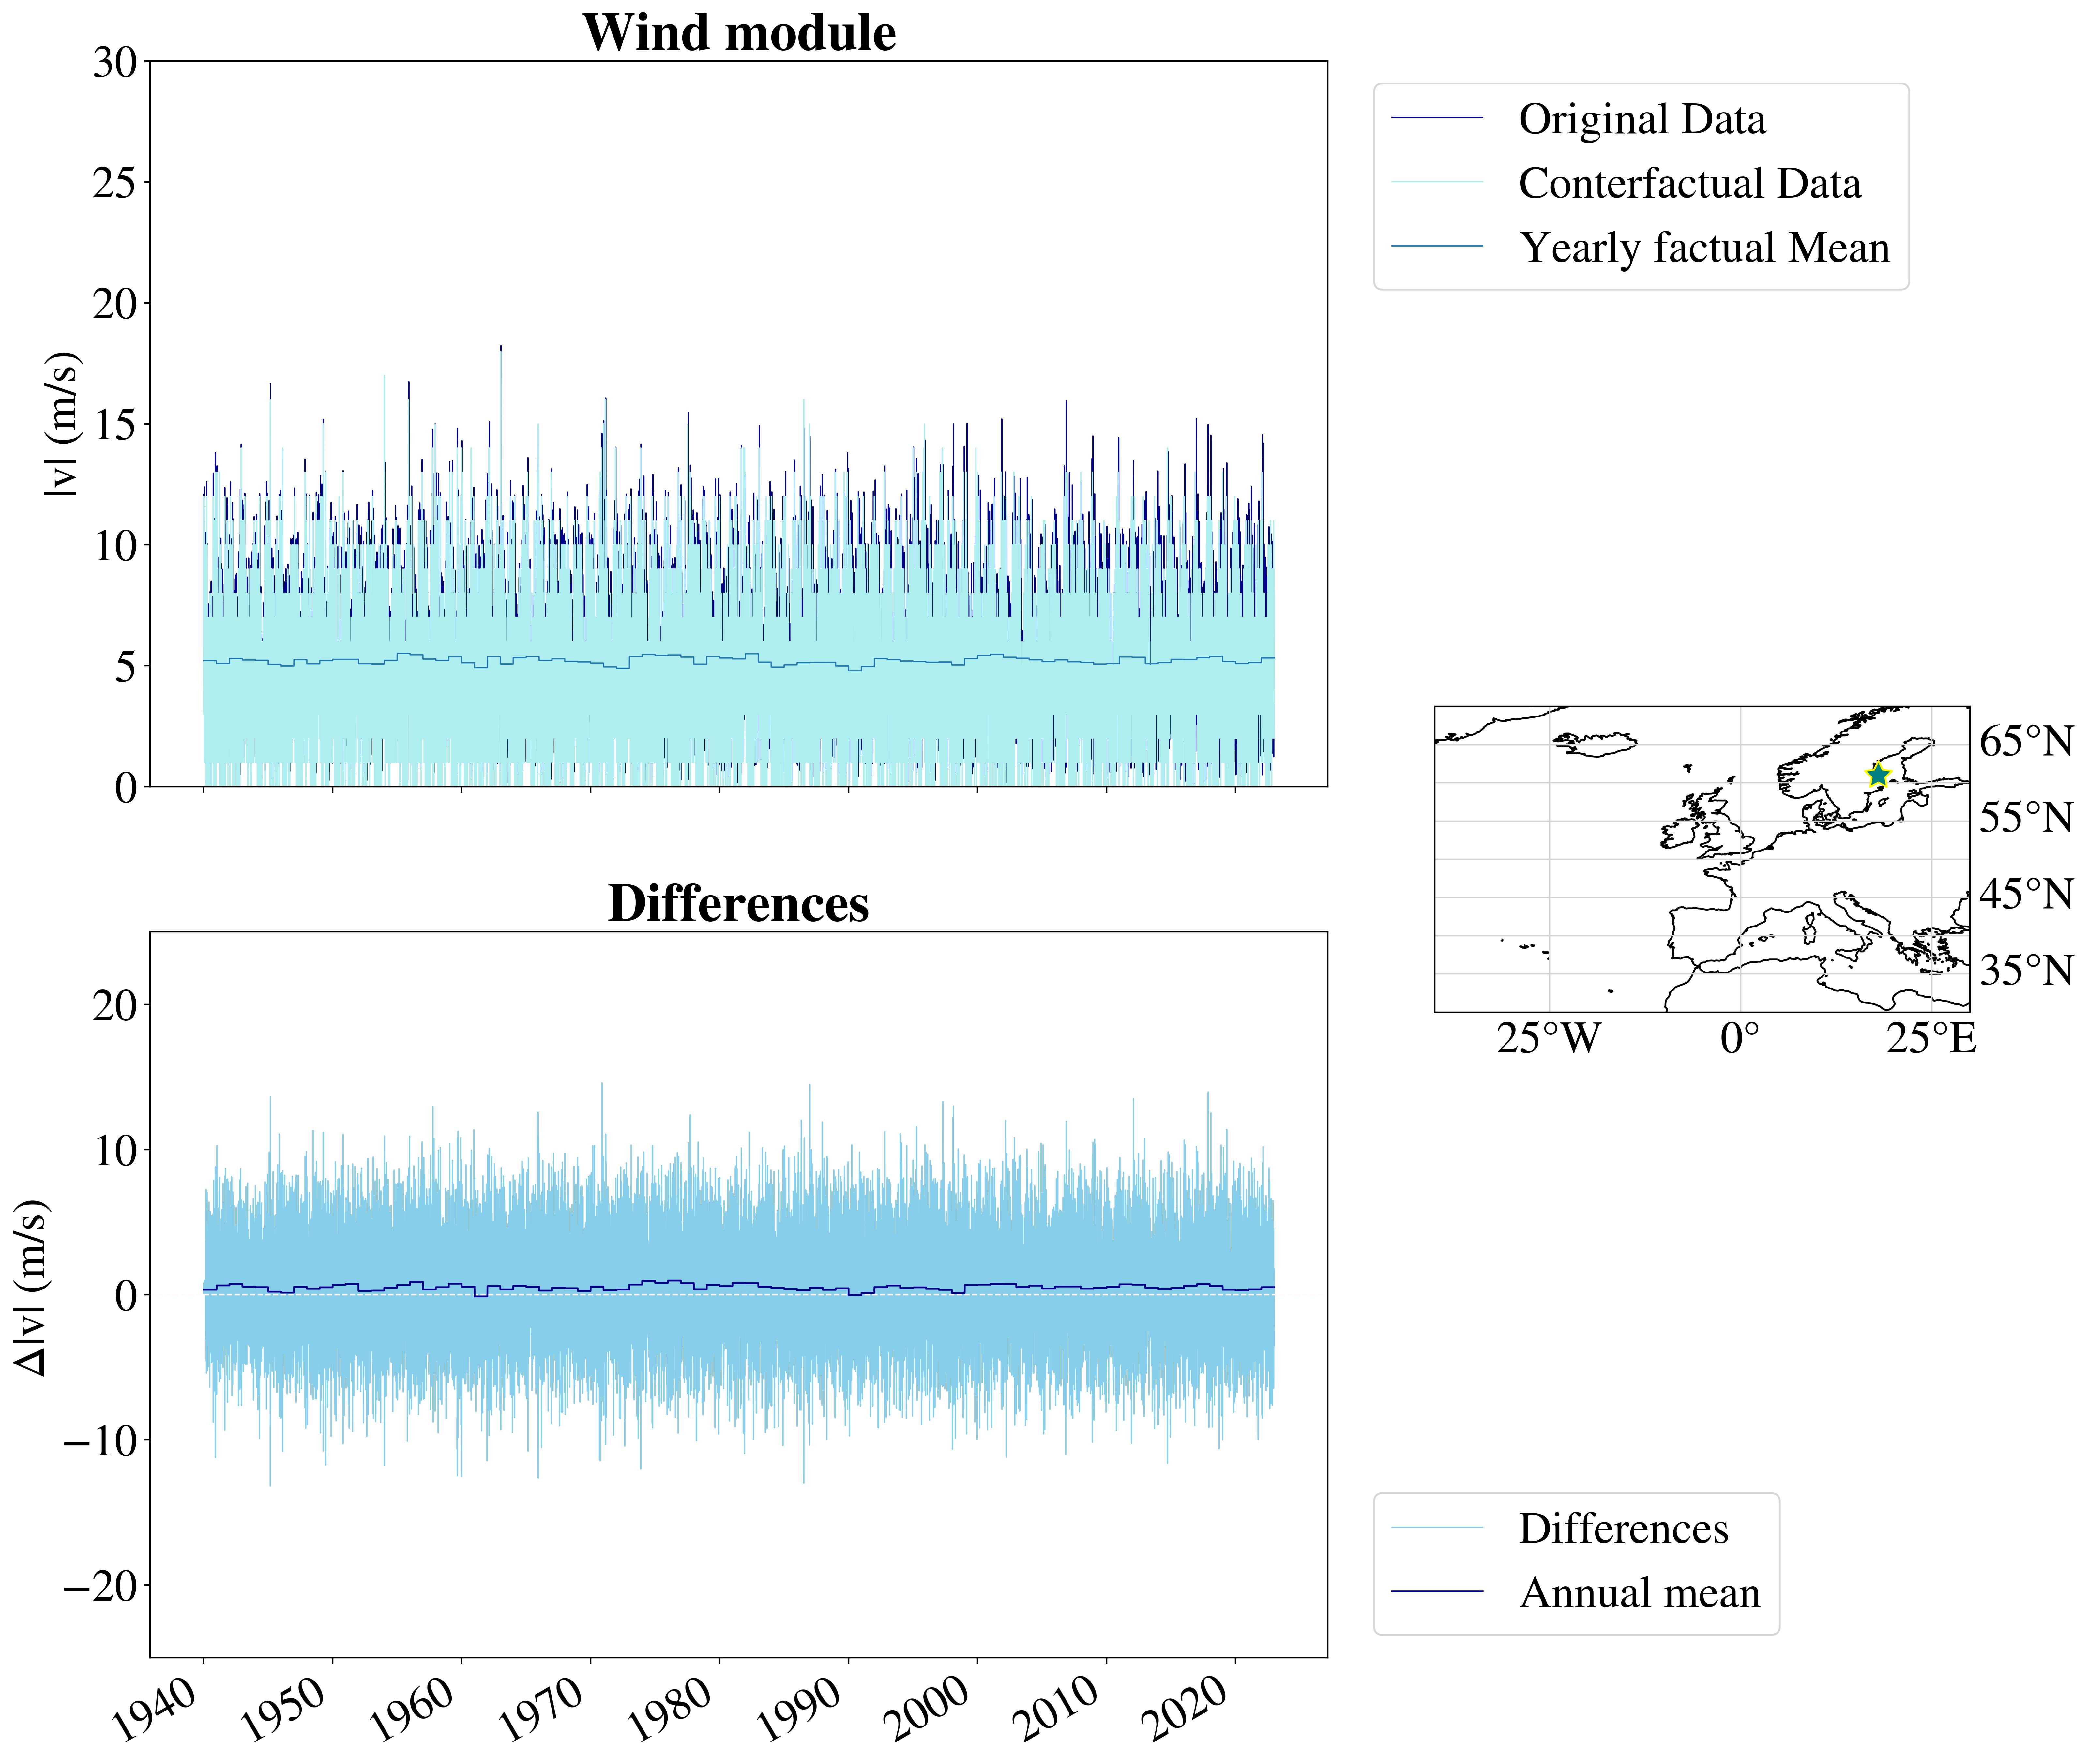 Wind module
30
25
20
15
10
5
0
|v| (m/s)
Original Data
Conterfactual Data
Yearly factual Mean
65°N
55°N
45°N
35°N
25°W 0° 25°E
Differences
20
10
0
−10
−20
Δ|v| (m/s)
1940 1950 1960 1970 1980 1990 2000 2010 2020
Differences
Annual mean